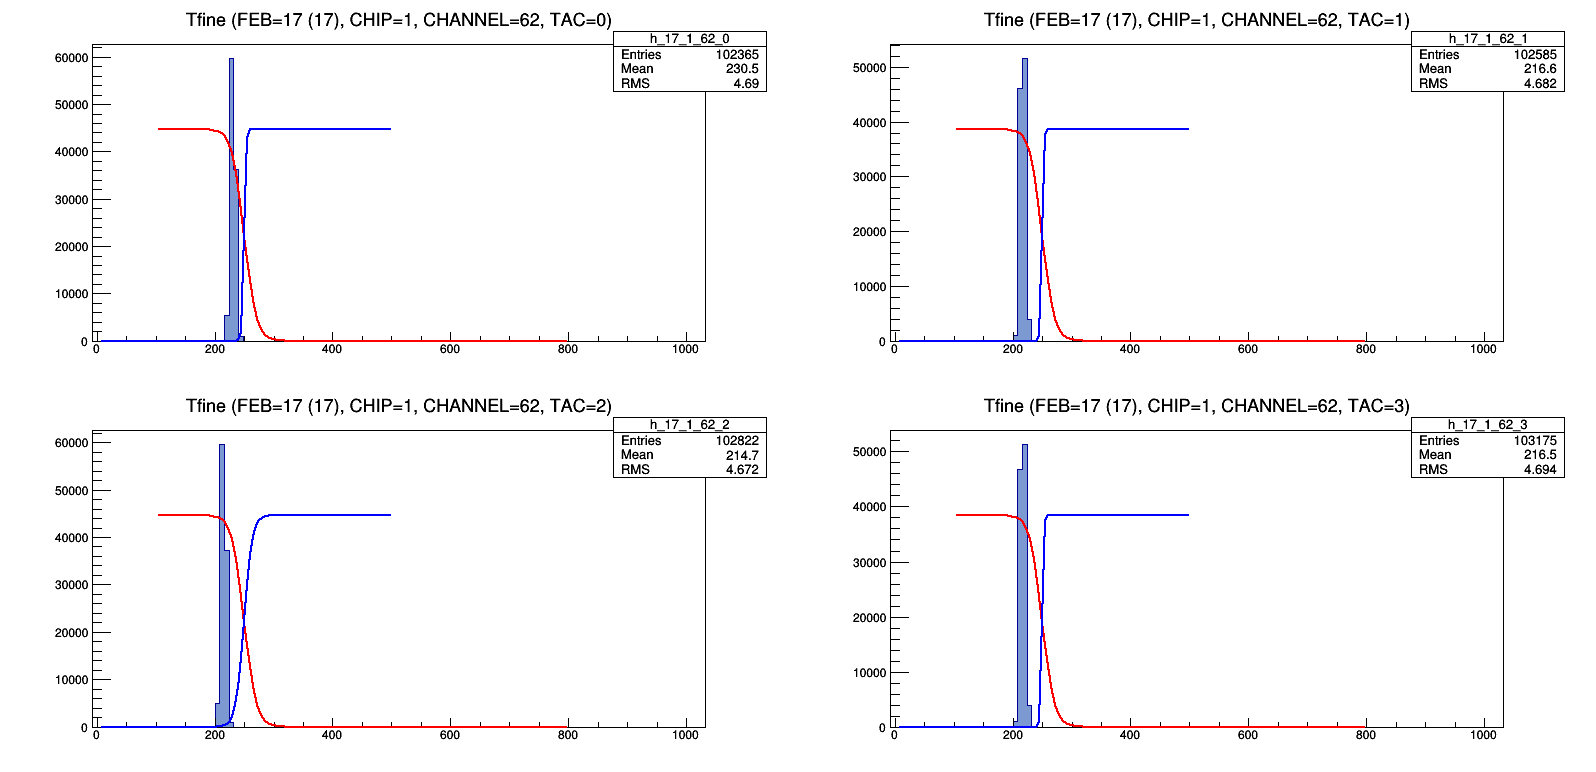 Tfine (FEB=17 (17), CHIP=1, CHANNEL=62, TAC=0)
h_17_1_62_0
Entries 102365
Mean 230.5
RMS 4.69
60000
50000
40000
30000
20000
10000
0
0 200 400 600 800 1000
Tfine (FEB=17 (17), CHIP=1, CHANNEL=62, TAC=1)
h_17_1_62_1
Entries 102585
Mean 216.6
RMS 4.682
50000
40000
30000
20000
10000
0
0 200 400 600 800 1000
Tfine (FEB=17 (17), CHIP=1, CHANNEL=62, TAC=2)
h_17_1_62_2
Entries 102822
Mean 214.7
RMS 4.672
60000
50000
40000
30000
20000
10000
0
0 200 400 600 800 1000
Tfine (FEB=17 (17), CHIP=1, CHANNEL=62, TAC=3)
h_17_1_62_3
Entries 103175
Mean 216.5
RMS 4.694
50000
40000
30000
20000
10000
0
0 200 400 600 800 1000